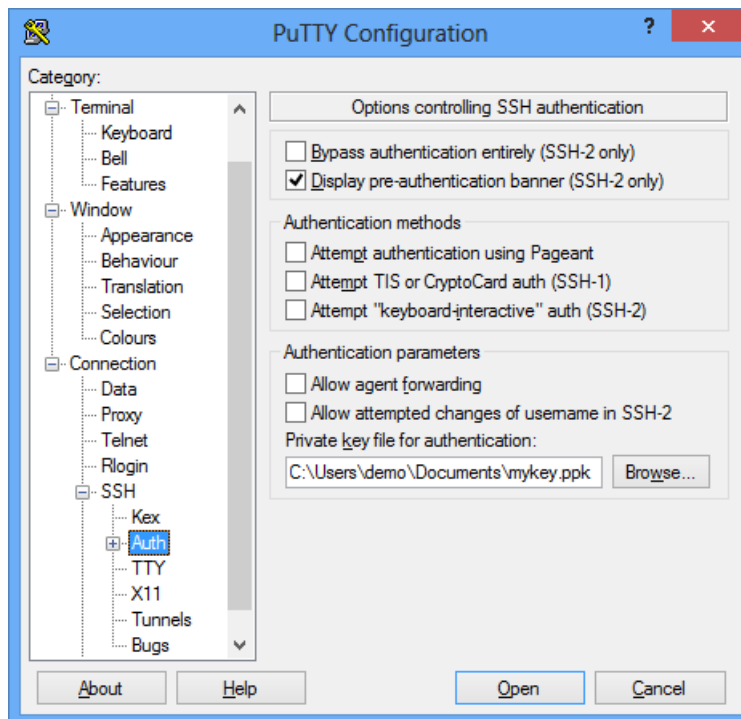 PuTTY Configuration
?
Category:
Terminal
Keyboard
Bell
Features
Window
Appearance
Behaviour
Translation
Selection
Colours
Connection
Data
Proxy
Telnet
Rlogin
SSH
Kex
Auth
TTY
X11
Tunnels
Bugs
Options controlling SSH authentication
Bypass authentication entirely (SSH-2 only)
Display pre-authentication banner (SSH-2 only)
Authentication methods
Attempt authentication using Pageant
Attempt TIS or CryptoCard auth (SSH-1)
Attempt "keyboard-interactive" auth (SSH-2)
Authentication parameters
Allow agent forwarding
Allow attempted changes of username in SSH-2
Private key file for authentication:
C:\Users\demo\Documents\mykey.ppk Browse...
About Help Open Cancel